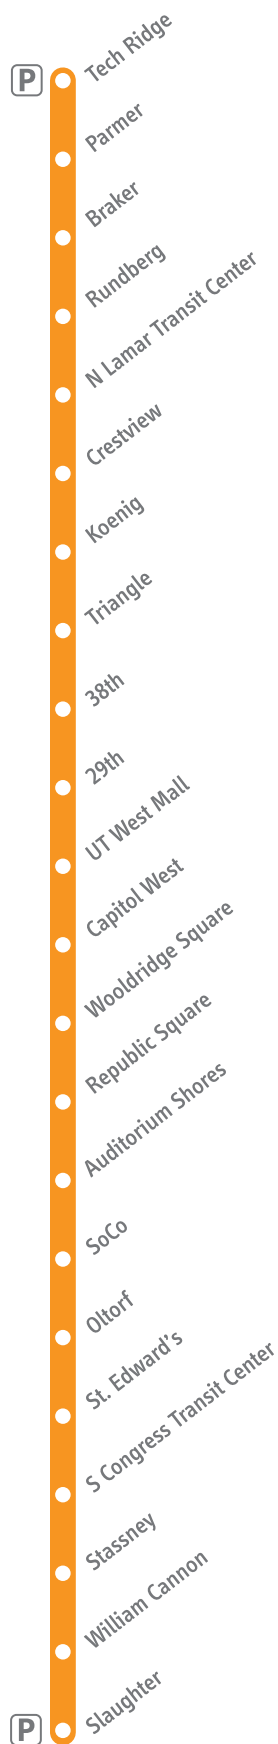 P
Tech Ridge
Parmer
Braker
Rundberg
N Lamar Transit Center
Crestview
Koenig
Triangle
38th
29th
UT West Mall
Capitol West
Wooldridge Square
Republic Square
Auditorium Shores
SoCo
Oltorf
St. Edward's
S Congress Transit Center
Stassney
William Cannon
P
Slaughter